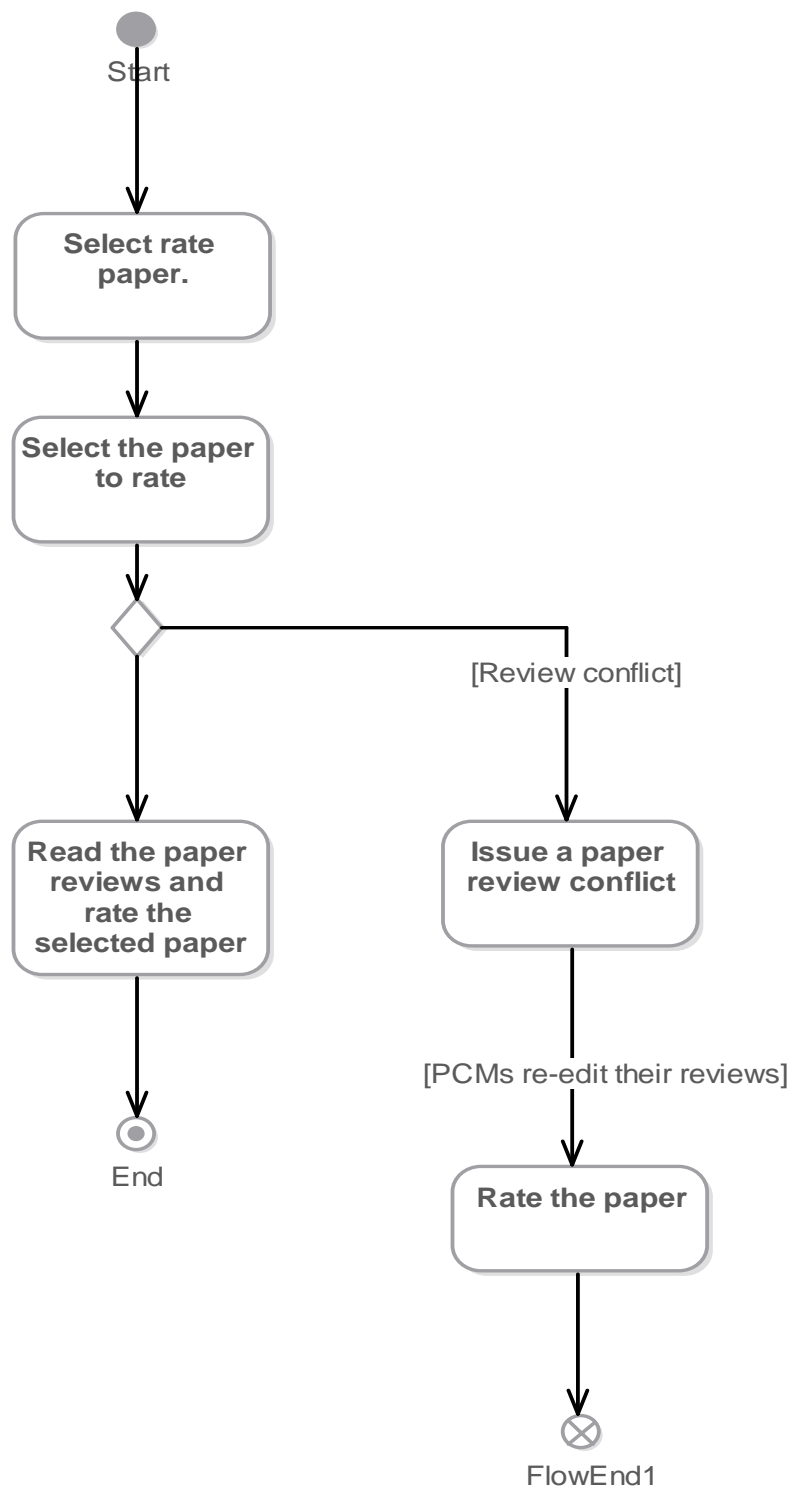 Start
Select rate
paper.
Select the paper
to rate
[Review conflict]
Read the paper
reviews and
rate the
selected paper
Issue a paper
review conflict
[PCMs re-edit their reviews]
End
Rate the paper
FlowEnd1